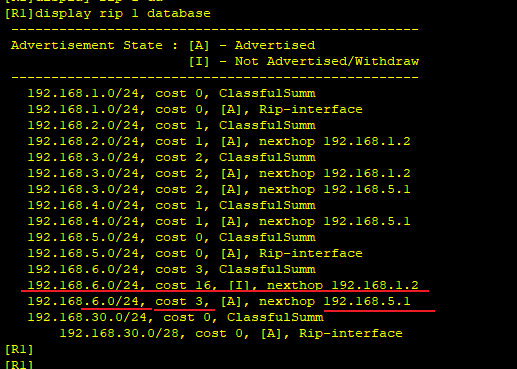 [R1]display rip 1 database
---------------------------------------------------
Advertisement State : [A] - Advertised
[I] - Not Advertised/Withdraw
---------------------------------------------------
192.168.1.0/24, cost 0, ClassfulSumm
192.168.1.0/24, cost 0, [A], Rip-interface
192.168.2.0/24, cost 1, ClassfulSumm
192.168.2.0/24, cost 1, [A], nexthop 192.168.1.2
192.168.3.0/24, cost 2, ClassfulSumm
192.168.3.0/24, cost 2, [A], nexthop 192.168.1.2
192.168.3.0/24, cost 2, [A], nexthop 192.168.5.1
192.168.4.0/24, cost 1, ClassfulSumm
192.168.4.0/24, cost 1, [A], nexthop 192.168.5.1
192.168.5.0/24, cost 0, ClassfulSumm
192.168.5.0/24, cost 0, [A], Rip-interface
192.168.6.0/24, cost 3, ClassfulSumm
192.168.6.0/24, cost 16, [I], nexthop 192.168.1.2
192.168.6.0/24, cost 3, [A], nexthop 192.168.5.1
192.168.30.0/24, cost 0, ClassfulSumm
192.168.30.0/28, cost 0, [A], Rip-interface
[R1]
[R1]